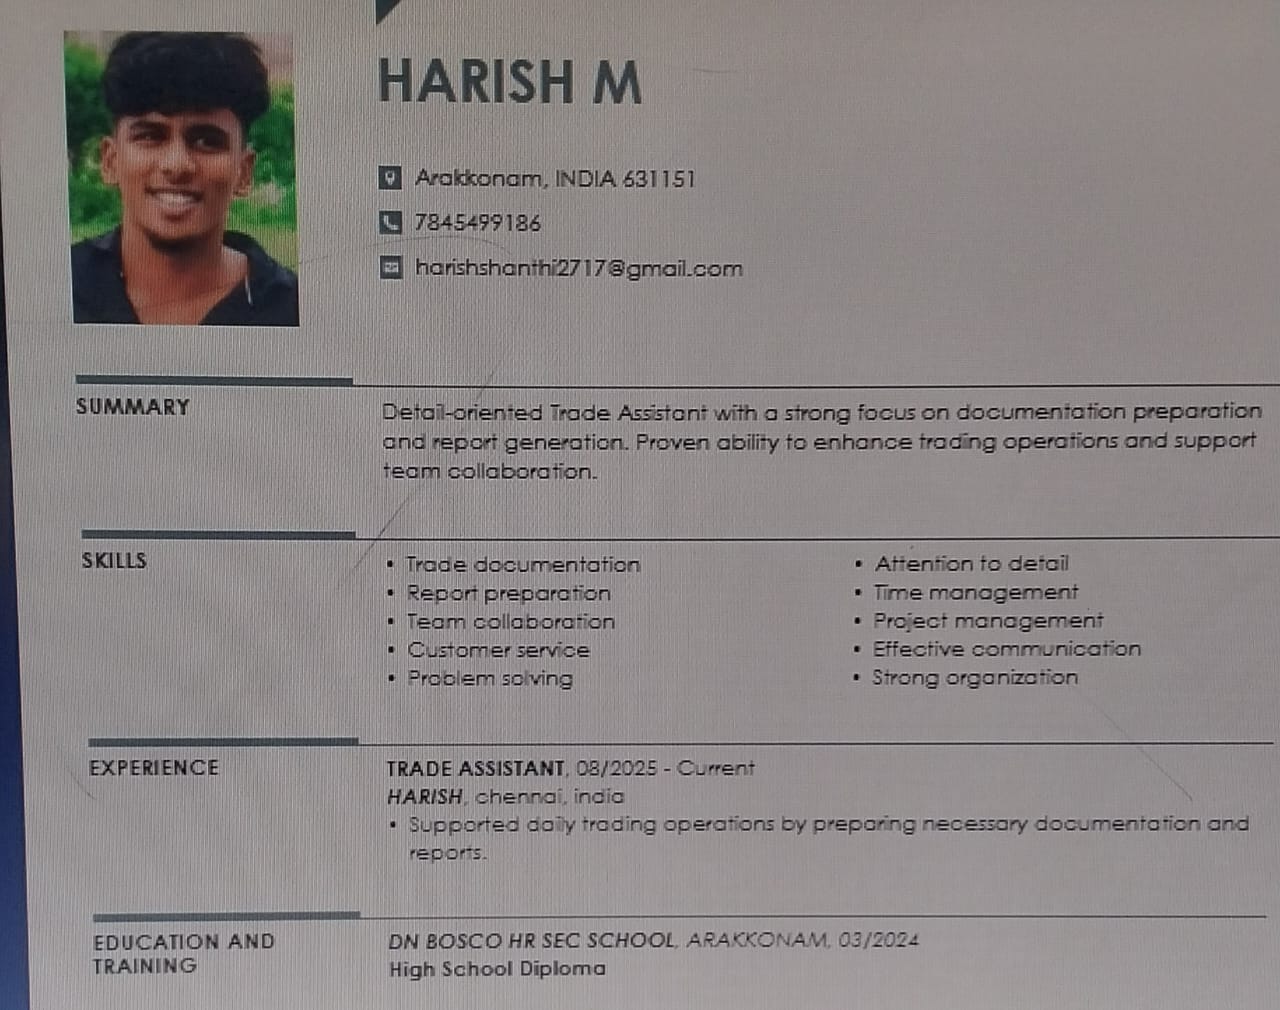 HARISH M
Arakkonam, INDIA 631151
7845499186
harishshanthi2717@gmail.com
SUMMARY
Detail-oriented Trade Assistant with a strong focus on documentation preparation
and report generation. Proven ability to enhance trading operations and support
team collaboration.
SKILLS
• Trade documentation
• Report preparation
• Team collaboration
• Customer service
• Problem solving
• Attention to detail
• Time management
• Project management
• Effective communication
• Strong organization
EXPERIENCE
TRADE ASSISTANT, 08/2025 - Current
HARISH, chennai, india
• Supported daily trading operations by preparing necessary documentation and
reports.
EDUCATION AND
TRAINING
DN BOSCO HR SEC SCHOOL, ARAKKONAM, 03/2024
High School Diploma